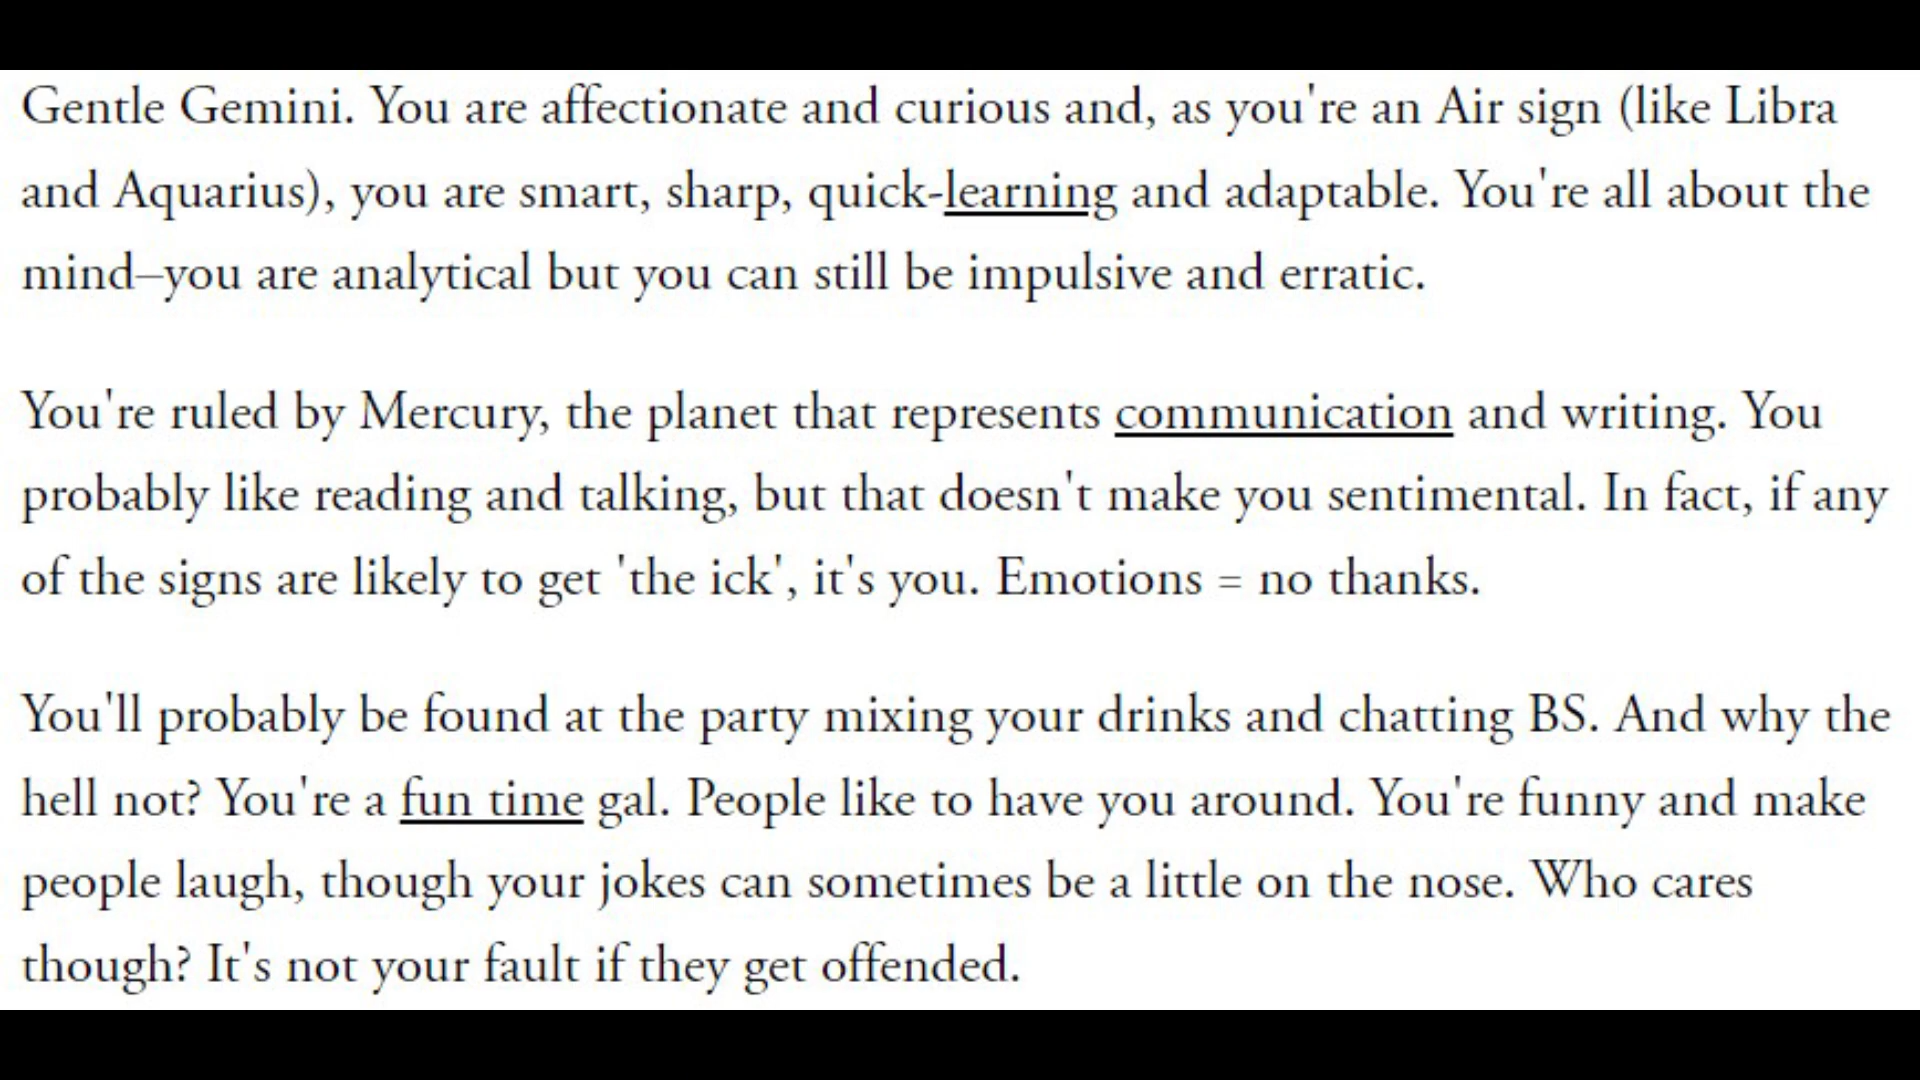 Gentle Gemini. You are affectionate and curious and, as you're an Air sign (like Libra
and Aquarius), you are smart, sharp, quick-learning and adaptable. You're all about the
mind–you are analytical but you can still be impulsive and erratic.
You're ruled by Mercury, the planet that represents communication and writing. You
probably like reading and talking, but that doesn't make you sentimental. In fact, if any
of the signs are likely to get 'the ick', it's you. Emotions = no thanks.
You'll probably be found at the party mixing your drinks and chatting BS. And why the
hell not? You're a fun time gal. People like to have you around. You're funny and make
people laugh, though your jokes can sometimes be a little on the nose. Who cares
though? It's not your fault if they get offended.